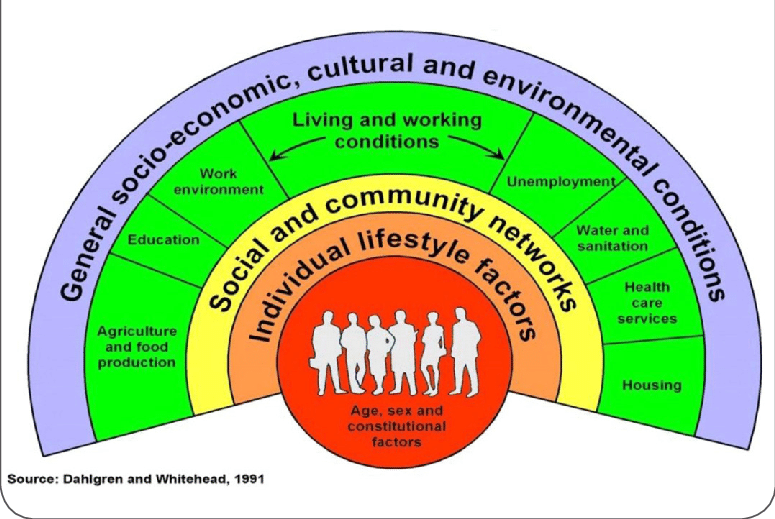 General socio-economic, cultural and environmental conditions
Living and working
conditions
Work
environment
Unemployment
Education
Water and
sanitation
Agriculture
and food
production
Health
care
services
Housing
Social and community networks
Individual lifestyle factors
Age, sex and
constitutional
factors
Source: Dahlgren and Whitehead, 1991